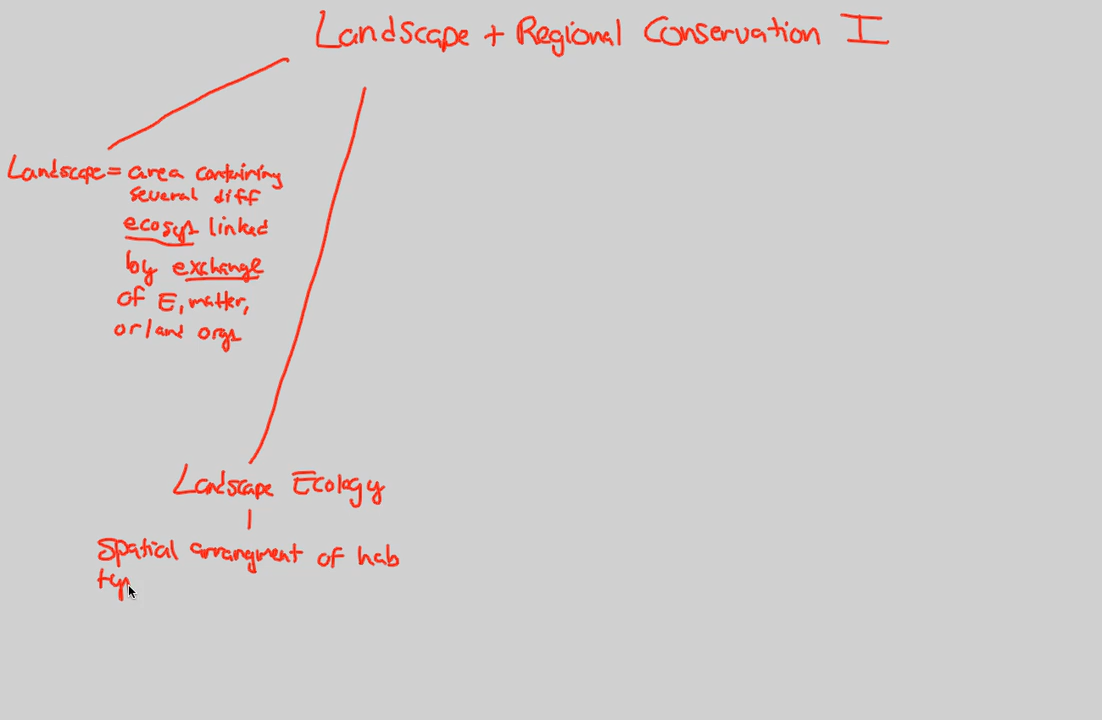 Landscape + Regional Conservation I
Landscape = area containing
several diff
ecosys linked
by exchange
of E, matter,
or/and orgs
Landscape Ecology
Spatial arrangment of hab
typ